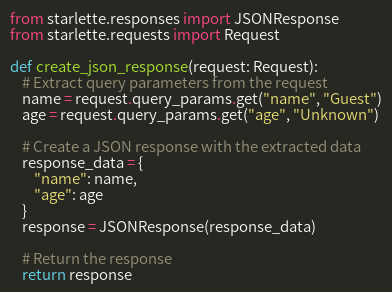 from starlette.responses import JSONResponse
from starlette.requests import Request

def create_json_response(request: Request):
    # Extract query parameters from the request
    name = request.query_params.get("name", "Guest")
    age = request.query_params.get("age", "Unknown")

    # Create a JSON response with the extracted data
    response_data = {
        "name": name,
        "age": age
    }
    response = JSONResponse(response_data)

    # Return the response
    return response